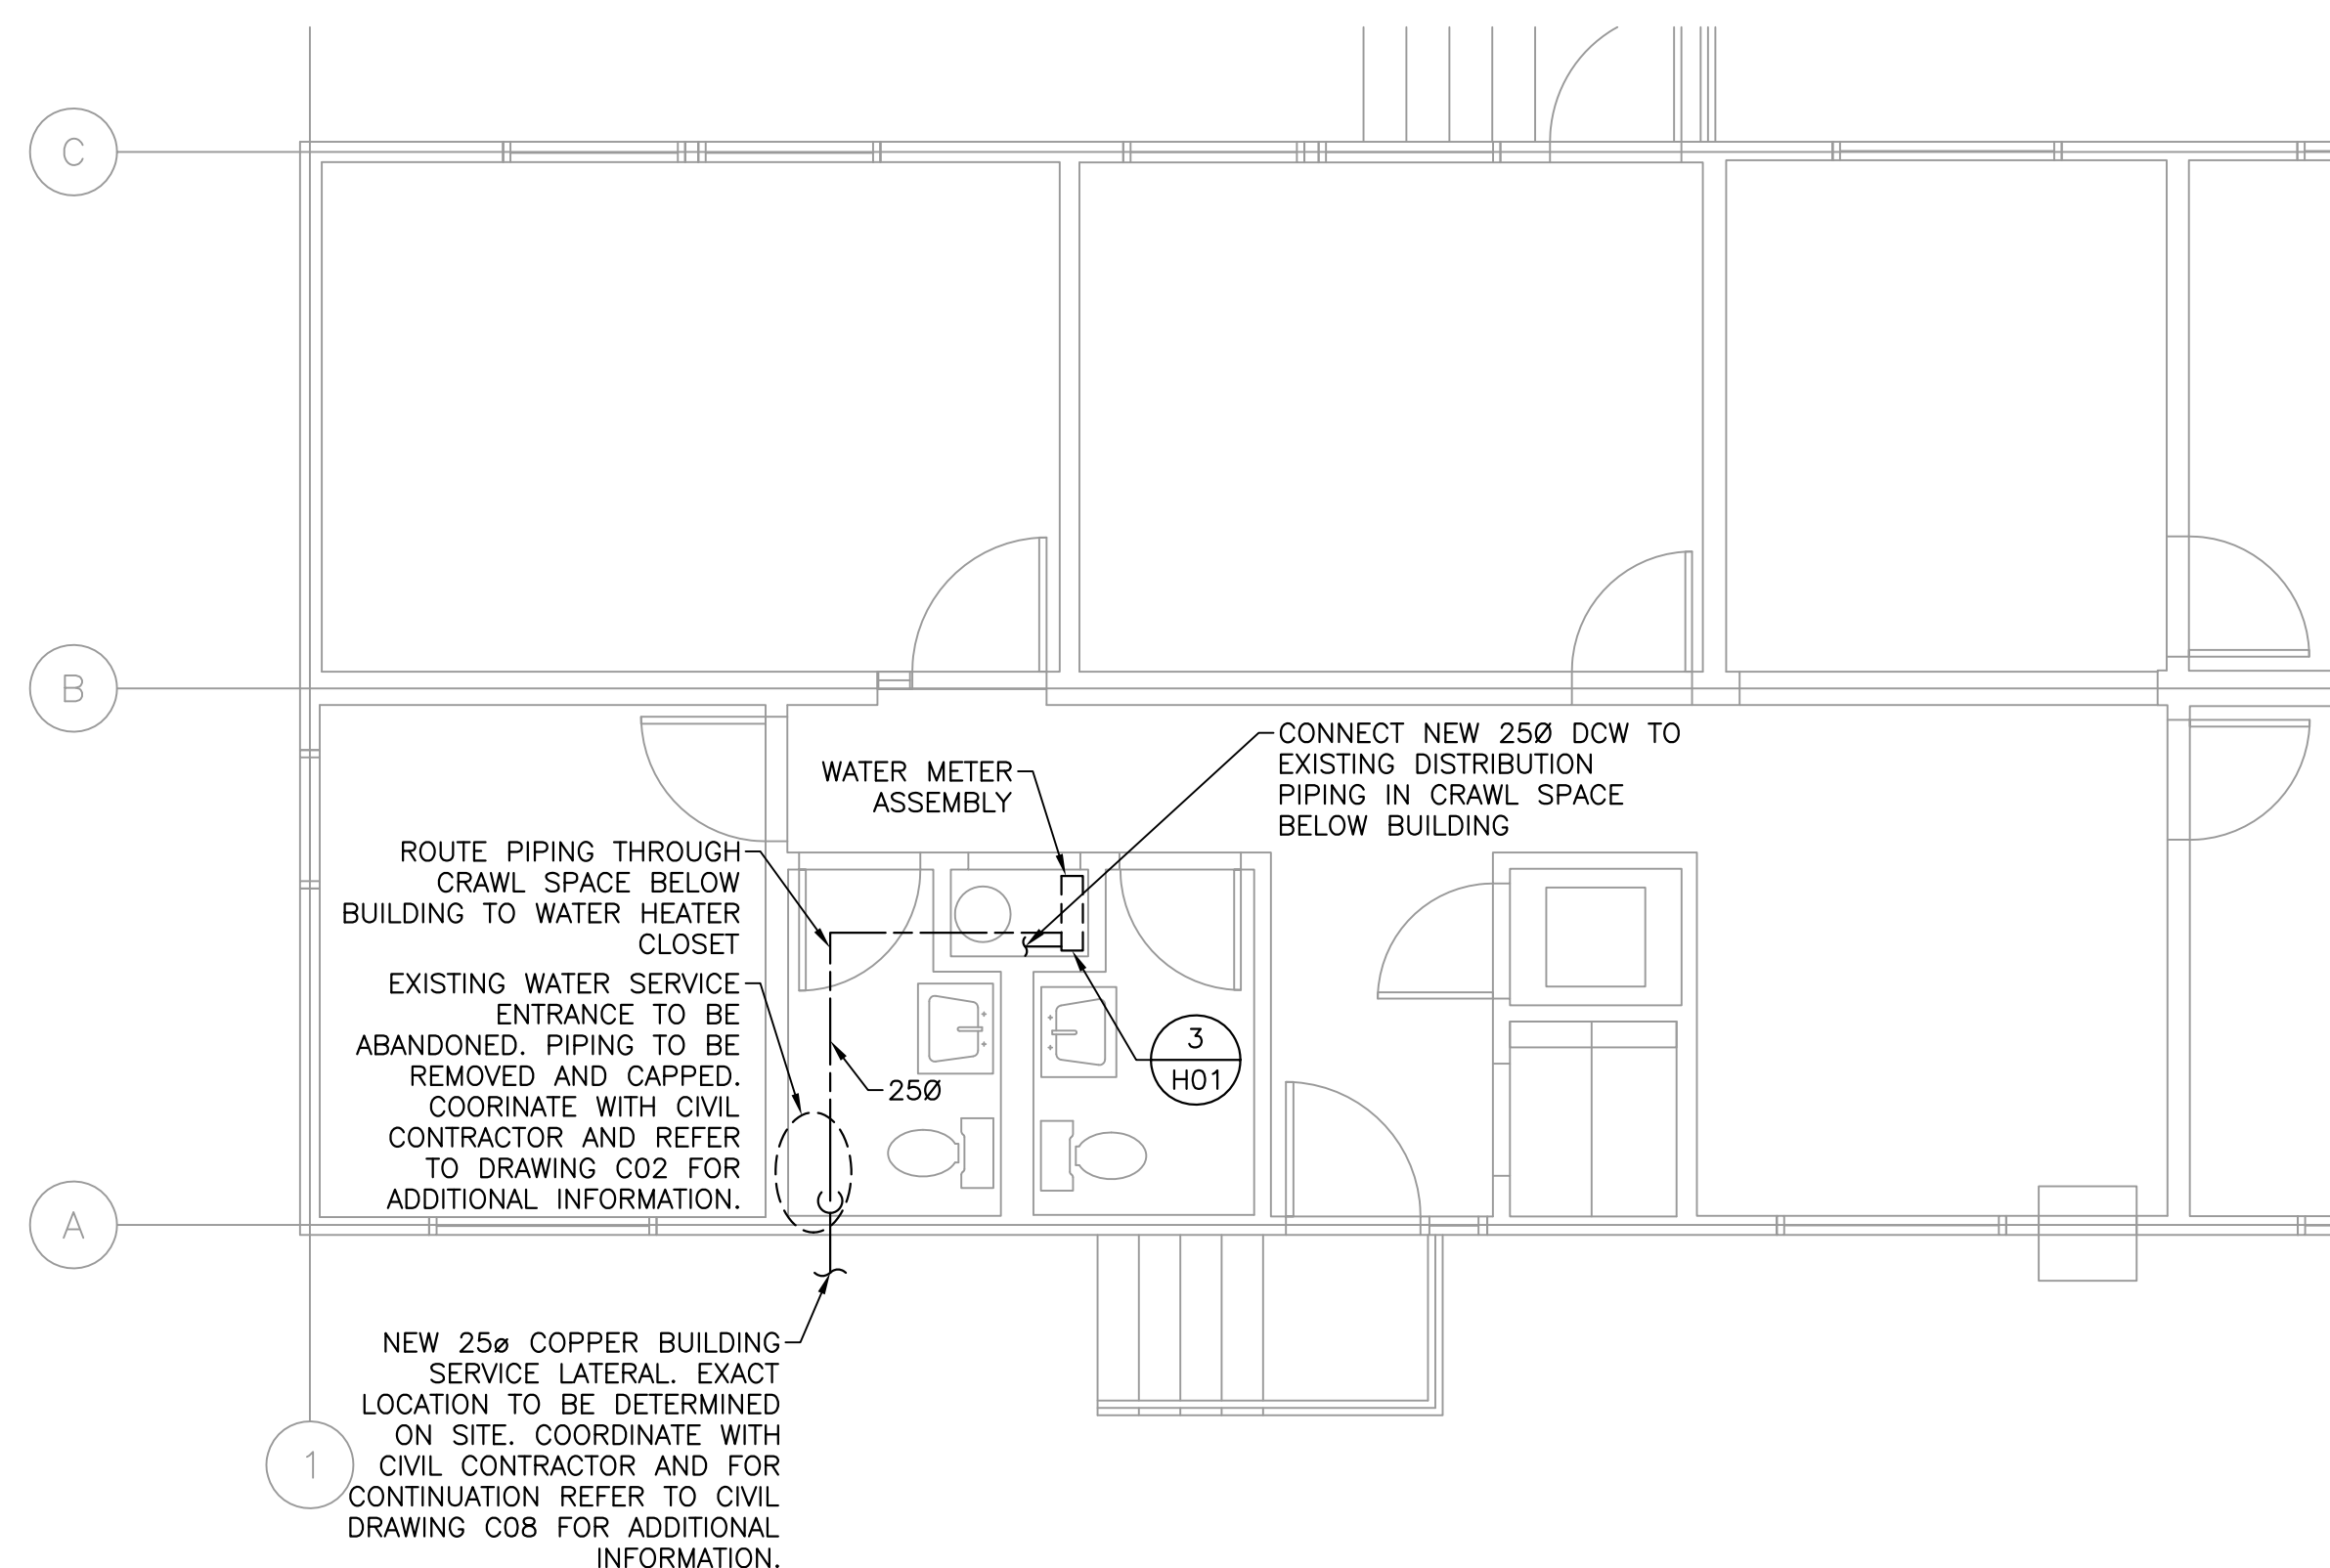 C
B
WATER METER
ASSEMBLY
CONNECT NEW 25Ø DCW TO
EXISTING DISTRIBUTION
PIPING IN CRAWL SPACE
BELOW BUILDING
ROUTE PIPING THROUGH
CRAWL SPACE BELOW
BUILDING TO WATER HEATER
CLOSET
EXISTING WATER SERVICE
ENTRANCE TO BE
ABANDONED. PIPING TO BE
REMOVED AND CAPPED.
COORINATE WITH CIVIL
CONTRACTOR AND REFER
TO DRAWING C02 FOR
ADDITIONAL INFORMATION.
25Ø
3
H01
A
NEW 25ø COPPER BUILDING
SERVICE LATERAL. EXACT
LOCATION TO BE DETERMINED
ON SITE. COORDINATE WITH
CIVIL CONTRACTOR AND FOR
CONTINUATION REFER TO CIVIL
DRAWING C08 FOR ADDITIONAL
INFORMATION.
1